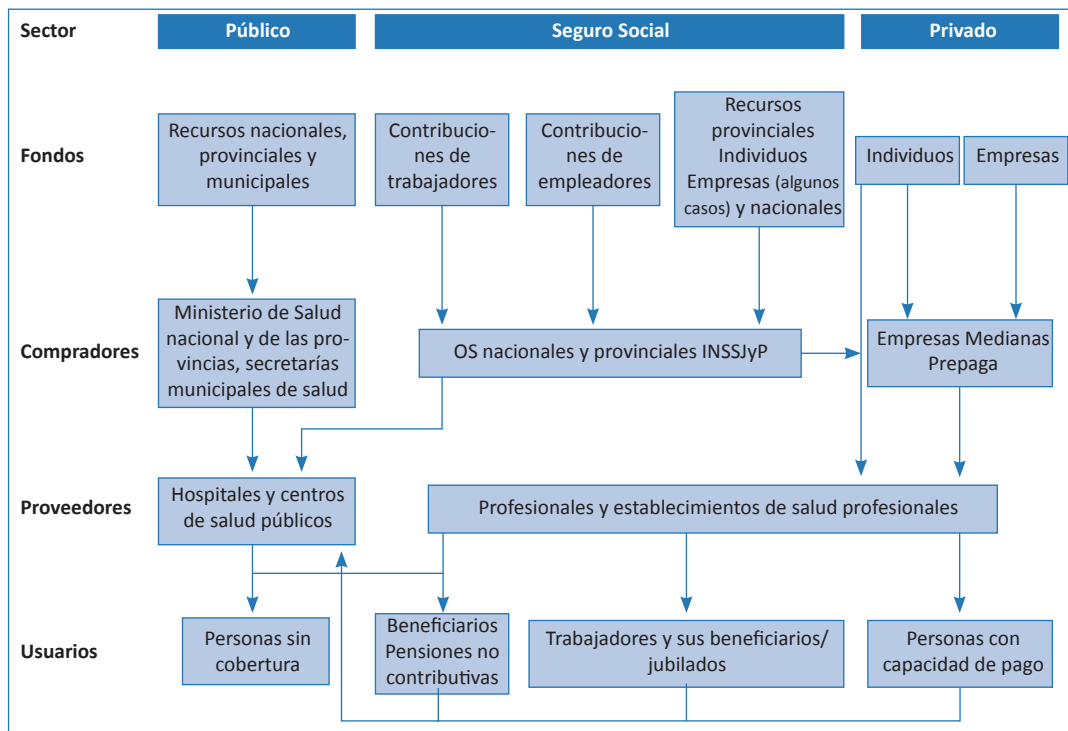 Sector
Público
Seguro Social
Privado
Fondos
Recursos nacionales,
provinciales y
municipales
Contribucio-
nes de
trabajadores
Contribucio-
nes de
empleadores
Recursos
provinciales
Individuos
Empresas (algunos
casos) y nacionales
Individuos
Empresas
Compradores
Ministerio de Salud
nacional y de las pro-
vincias, secretarías
municipales de salud
OS nacionales y provinciales INSSJyP
Empresas Medianas
Prepaga
Proveedores
Hospitales y centros
de salud públicos
Profesionales y establecimientos de salud profesionales
Usuarios
Personas sin
cobertura
Beneficiarios
Pensiones no
contributivas
Trabajadores y sus beneficiarios/
jubilados
Personas con
capacidad de pago